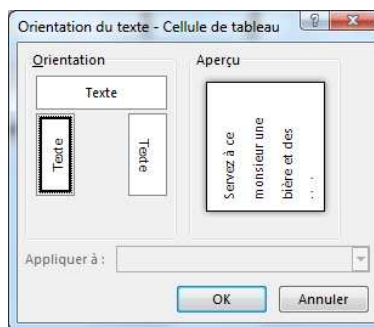 Orientation du texte - Cellule de tableau
Orientation
Aperçu
Texte
Texte
Texte
Servez à ce
monsieur une
bière et des
. . .
Appliquer à :
OK
Annuler